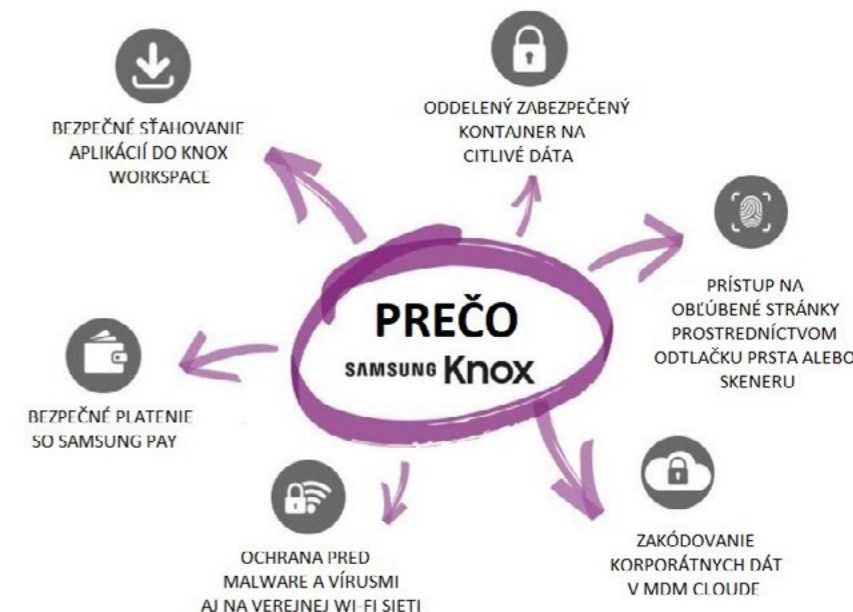 BEZPEČNÉ SŤAHOVANIE
APLIKÁCIÍ DO KNOX
WORKSPACE
ODDELENÝ ZABEZPEČENÝ
KONTAJNER NA
CITLIVÉ DÁTA
PRÍSTUP NA
OBĽÚBENÉ STRÁNKY
PROSTREDNÍCTVOM
ODTLAČKU PRSTA ALEBO
SKENERU
PREČO
SAMSUNG Knox
BEZPEČNÉ PLATENIE
SO SAMSUNG PAY
OCHRANA PRED
MALWARE A VÍRUSMI
AJ NA VEREJNEJ WI-FI SIETI
ZAKÓDOVANIE
KORPORÁTNYCH DÁT
V MDM CLOUDE